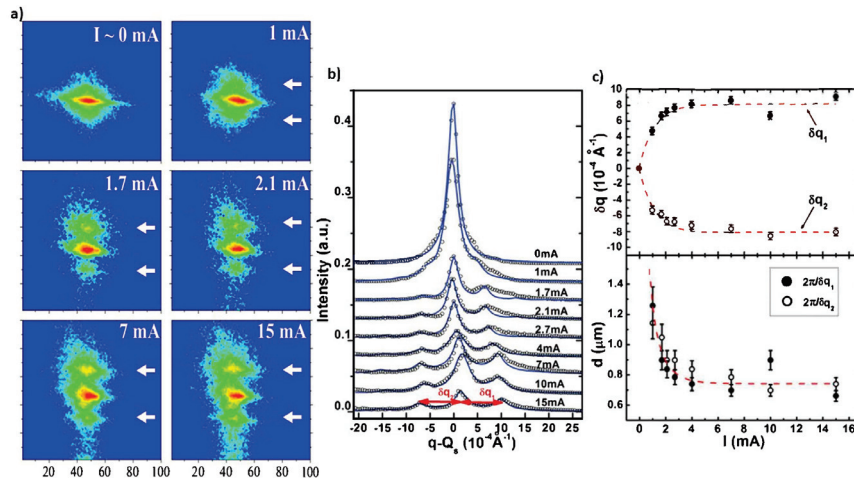 a)
I ~ 0 mA
1 mA
1.7 mA
2.1 mA
7 mA
15 mA
0 20 40 60 80 100
0 20 40 60 80 100
b)
0.4
0.3
0.2
0.1
0.0
Intensity (a.u.)
0mA
1mA
1.7mA
2.1mA
2.7mA
4mA
7mA
10mA
15mA
δq₂
δq₁
-20 -10 0 10 20
q-Qₛ (10⁻⁴Å⁻¹)
c)
10
8
6
4
2
0
-2
-4
-6
-8
-10
δq (10⁻⁴ Å⁻¹)
δq₁
δq₂
1.4
1.2
1.0
0.8
0.6
d (μm)
2π/δq₁
2π/δq₂
0 2 4 6 8 10 12 14 16
I (mA)